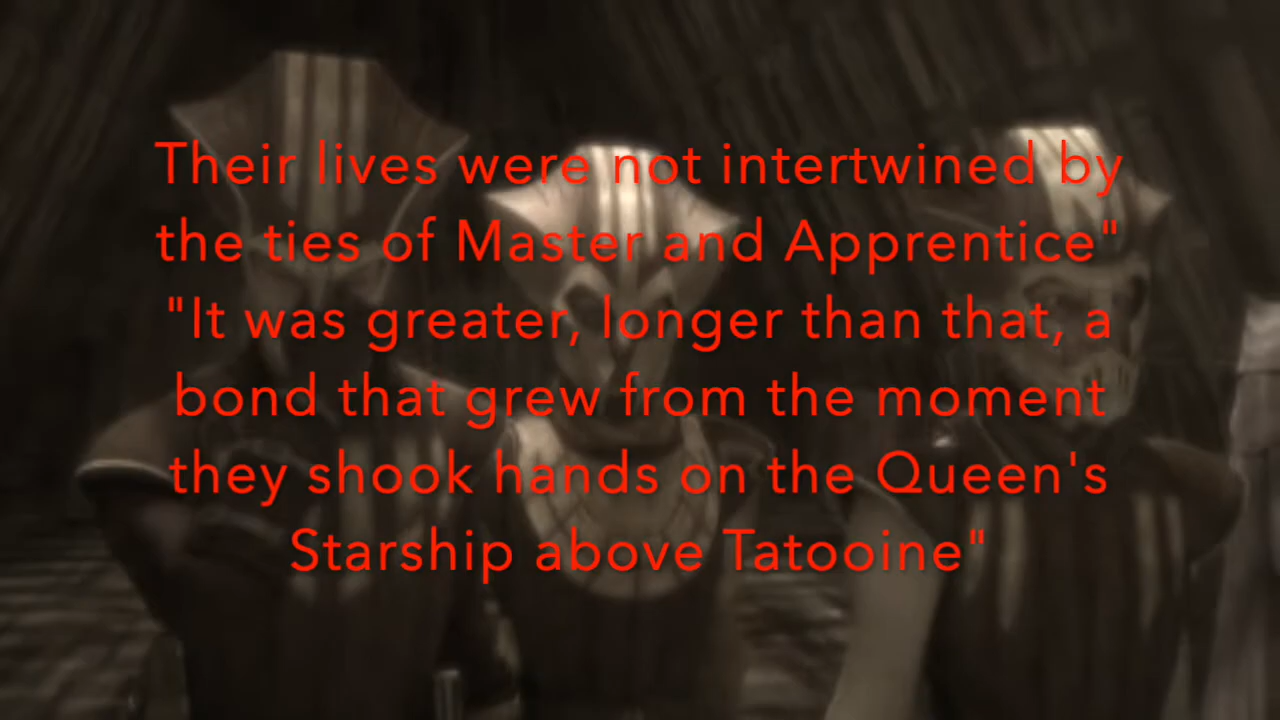 Their lives were not intertwined by
the ties of Master and Apprentice"
"It was greater, longer than that, a
bond that grew from the moment
they shook hands on the Queen's
Starship above Tatooine"